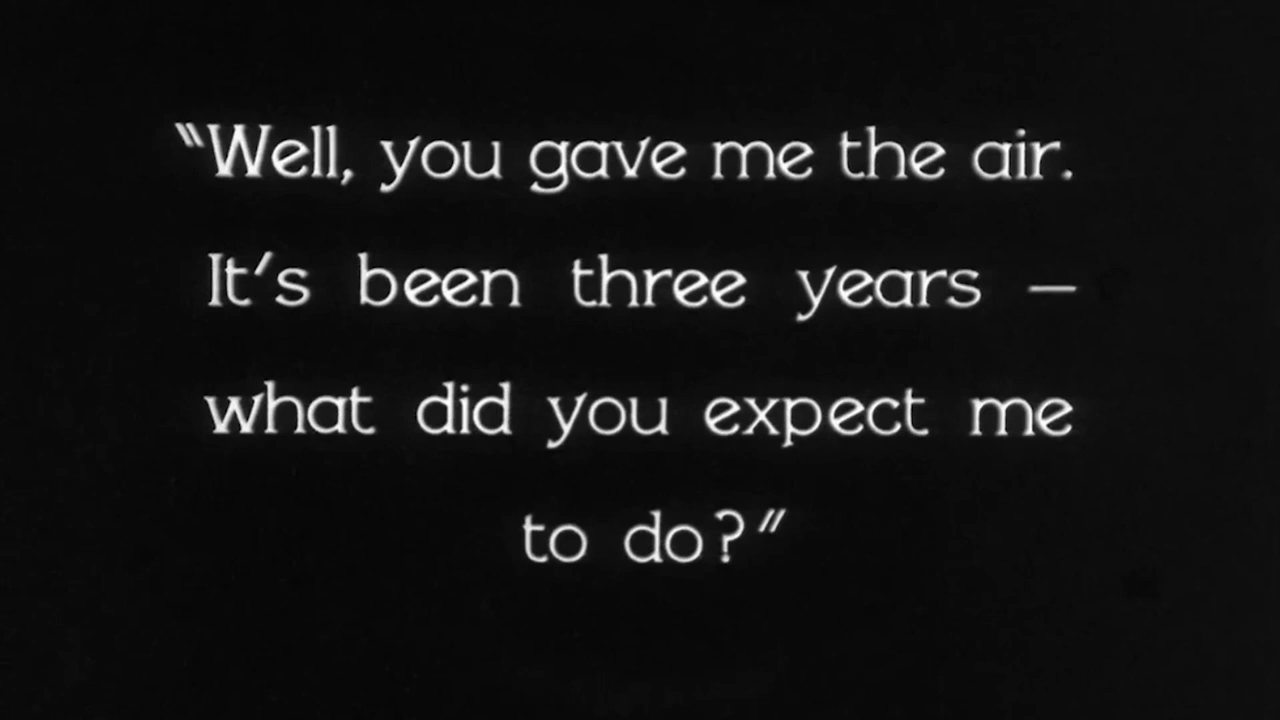 "Well, you gave me the air.
It's been three years —
what did you expect me
to do?"